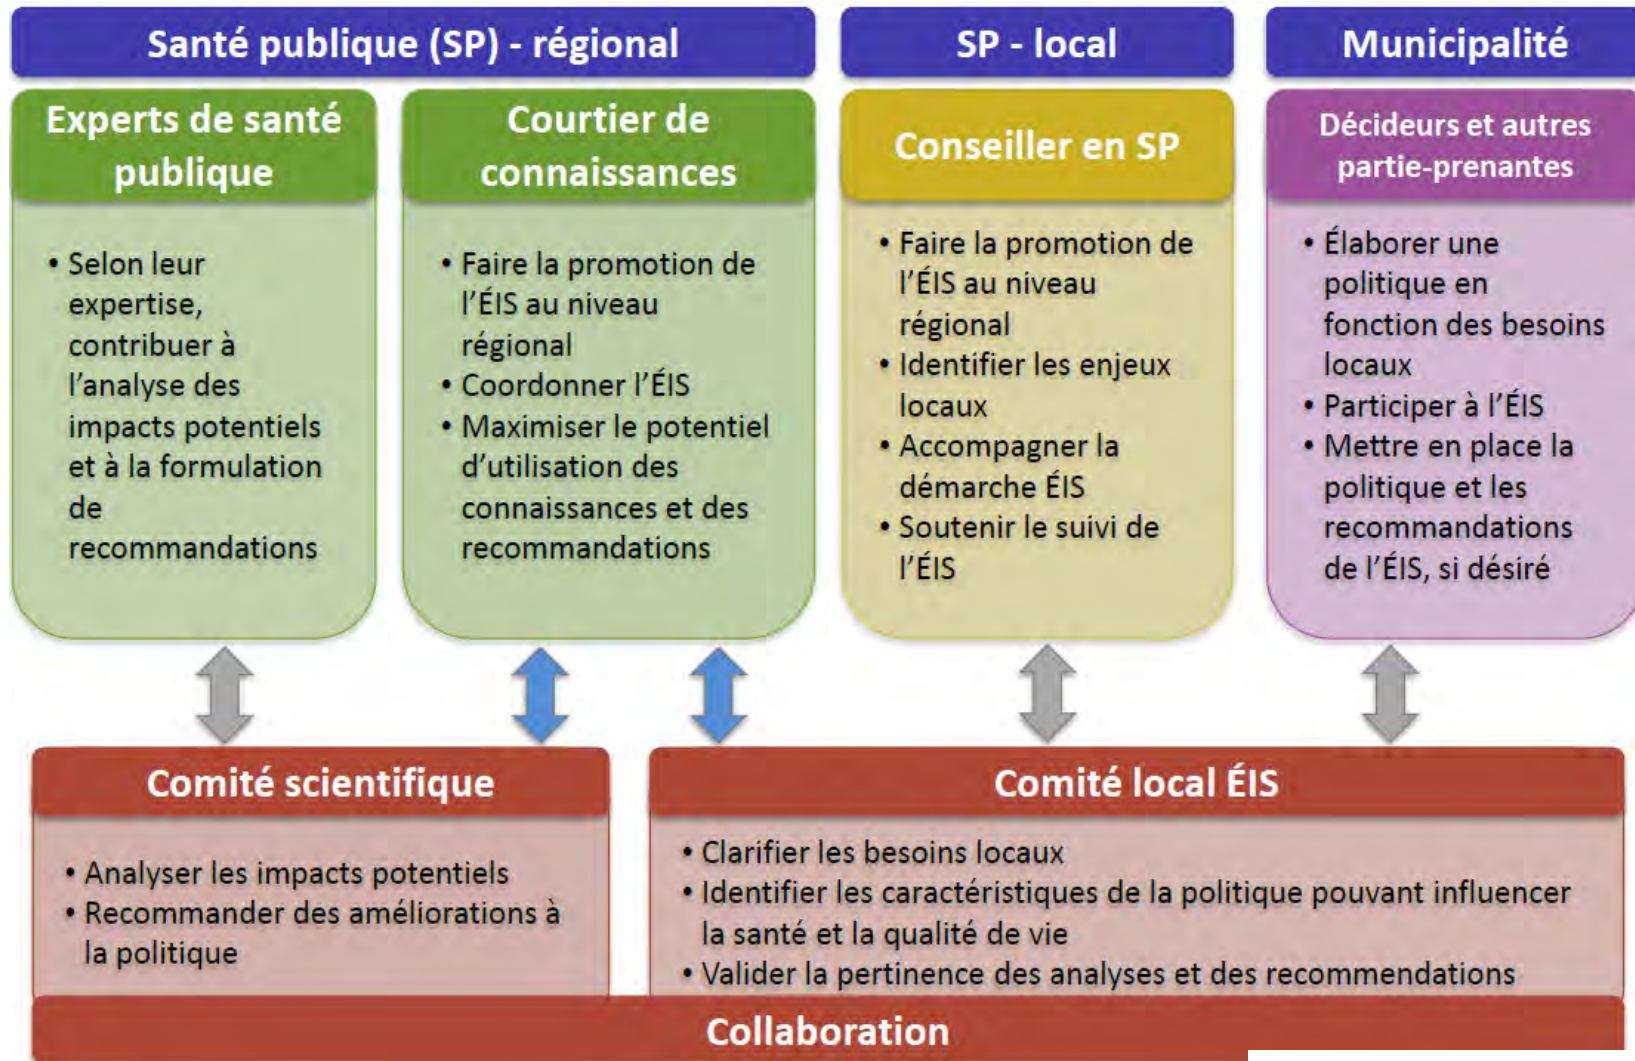 Santé publique (SP) - régional
SP - local
Municipalité
Experts de santé
publique
• Selon leur
expertise,
contribuer à
l'analyse des
impacts potentiels
et à la formulation
de
recommandations
Courtier de
connaissances
• Faire la promotion de
l'ÉIS au niveau
régional
• Coordonner l'ÉIS
• Maximiser le potentiel
d'utilisation des
connaissances et des
recommandations
Conseiller en SP
• Faire la promotion de
l'ÉIS au niveau
régional
• Identifier les enjeux
locaux
• Accompagner la
démarche ÉIS
• Soutenir le suivi de
l'ÉIS
Décideurs et autres
partie-prenantes
• Élaborer une
politique en
fonction des besoins
locaux
• Participer à l'ÉIS
• Mettre en place la
politique et les
recommandations
de l'ÉIS, si désiré
Comité scientifique
• Analyser les impacts potentiels
• Recommander des améliorations à
la politique
Comité local ÉIS
• Clarifier les besoins locaux
• Identifier les caractéristiques de la politique pouvant influencer
la santé et la qualité de vie
• Valider la pertinence des analyses et des recommendations
Collaboration